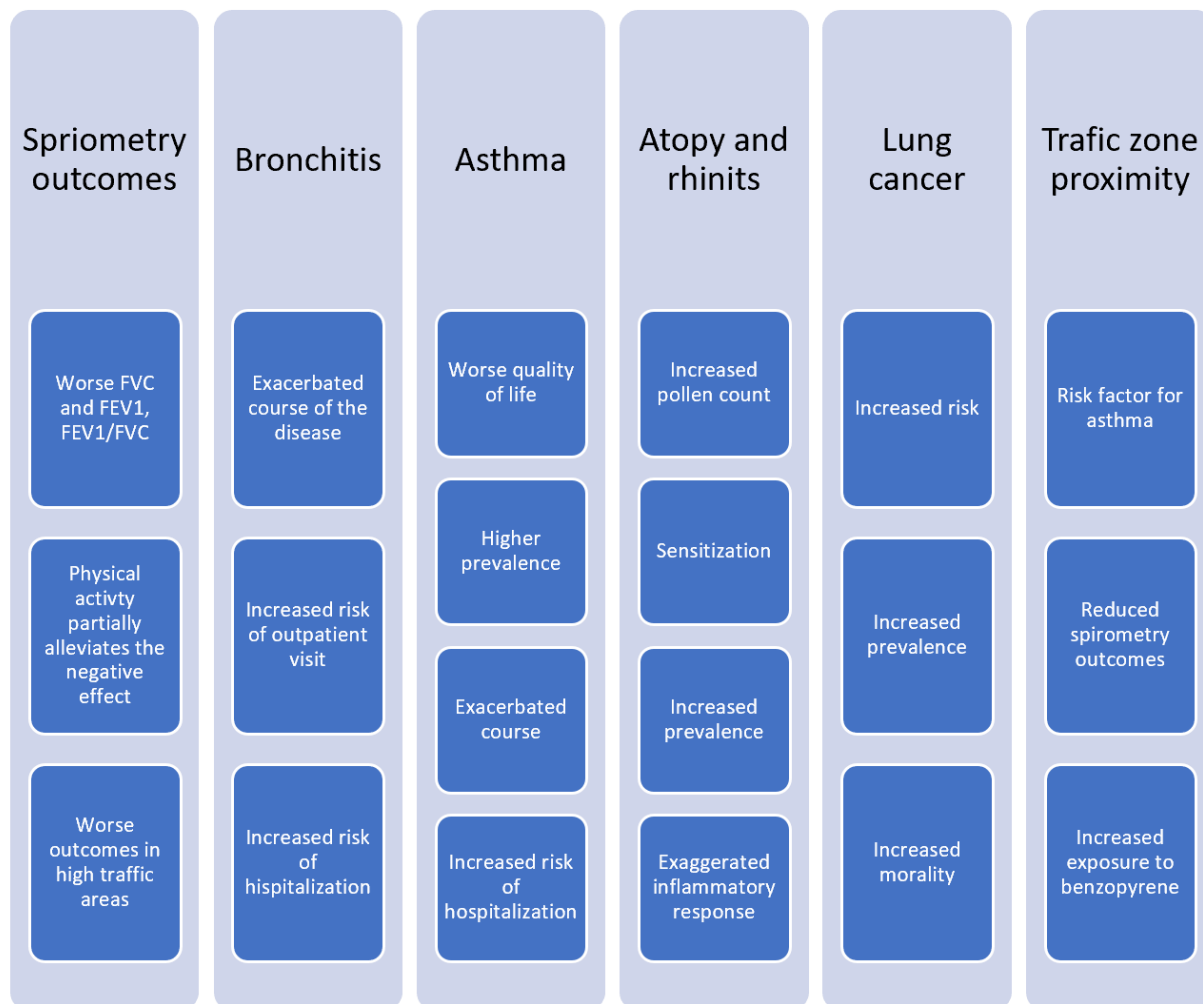 Spriometry
outcomes
Worse FVC
and FEV1,
FEV1/FVC
Physical
activty
partially
alleviates the
negative
effect
Worse
outcomes in
high traffic
areas
Bronchitis
Exacerbated
course of the
disease
Increased risk
of outpatient
visit
Increased risk
of
hispitalization
Asthma
Worse quality
of life
Higher
prevalence
Exacerbated
course
Increased risk
of
hospitalization
Atopy and
rhinits
Increased
pollen count
Sensitization
Increased
prevalence
Exaggerated
inflammatory
response
Lung
cancer
Increased risk
Increased
prevalence
Increased
morality
Trafic zone
proximity
Risk factor for
asthma
Reduced
spirometry
outcomes
Increased
exposure to
benzopyrene